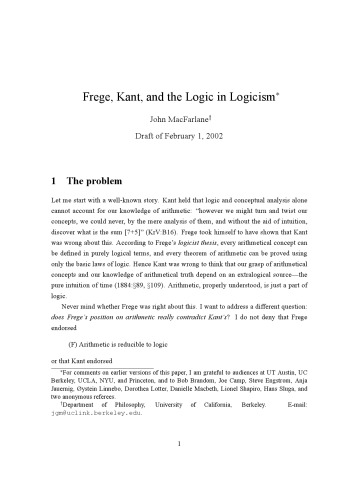 Frege, Kant, and the Logic in Logicism*
John MacFarlane†
Draft of February 1, 2002
1 The problem
Let me start with a well-known story. Kant held that logic and conceptual analysis alone
cannot account for our knowledge of arithmetic: “however we might turn and twist our
concepts, we could never, by the mere analysis of them, and without the aid of intuition,
discover what is the sum [7+5]” (KrV:B16). Frege took himself to have shown that Kant
was wrong about this. According to Frege’s logicist thesis, every arithmetical concept can
be defined in purely logical terms, and every theorem of arithmetic can be proved using
only the basic laws of logic. Hence Kant was wrong to think that our grasp of arithmetical
concepts and our knowledge of arithmetical truth depend on an extralogical source—the
pure intuition of time (1884:§89, §109). Arithmetic, properly understood, is just a part of
logic.
Never mind whether Frege was right about this. I want to address a different question:
does Frege’s position on arithmetic really contradict Kant’s? I do not deny that Frege
endorsed
(F) Arithmetic is reducible to logic
or that Kant endorsed
*For comments on earlier versions of this paper, I am grateful to audiences at UT Austin, UC
Berkeley, UCLA, NYU, and Princeton, and to Bob Brandom, Joe Camp, Steve Engstrom, Anja
Jauernig, Øystein Linnebo, Dorothea Lotter, Danielle Macbeth, Lionel Shapiro, Hans Sluga, and
two anonymous referees.
†Department of Philosophy, University of California, Berkeley. E-mail:
jgm@uclink.berkeley.edu.
1